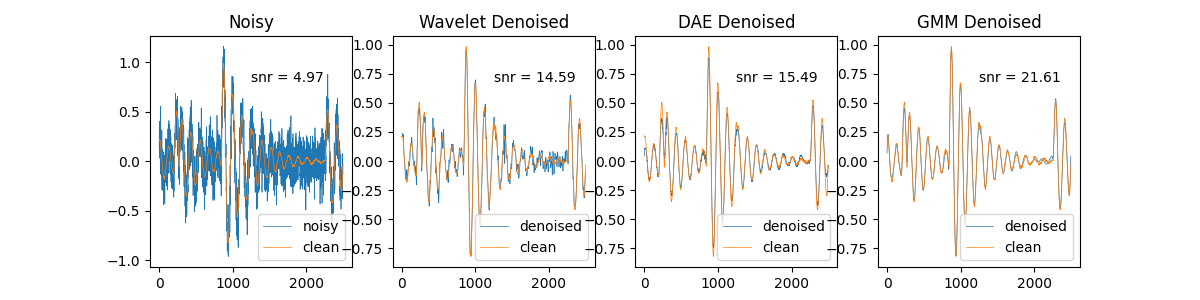 Noisy
1.0
0.5
0.0
−0.5
−1.0
snr = 4.97
noisy
clean
0
1000
2000
Wavelet Denoised
1.00
0.75
0.50
0.25
0.00
−0.25
−0.50
−0.75
snr = 14.59
denoised
clean
0
1000
2000
DAE Denoised
1.00
0.75
0.50
0.25
0.00
−0.25
−0.50
−0.75
snr = 15.49
denoised
clean
0
1000
2000
GMM Denoised
1.00
0.75
0.50
0.25
0.00
−0.25
−0.50
−0.75
snr = 21.61
denoised
clean
0
1000
2000